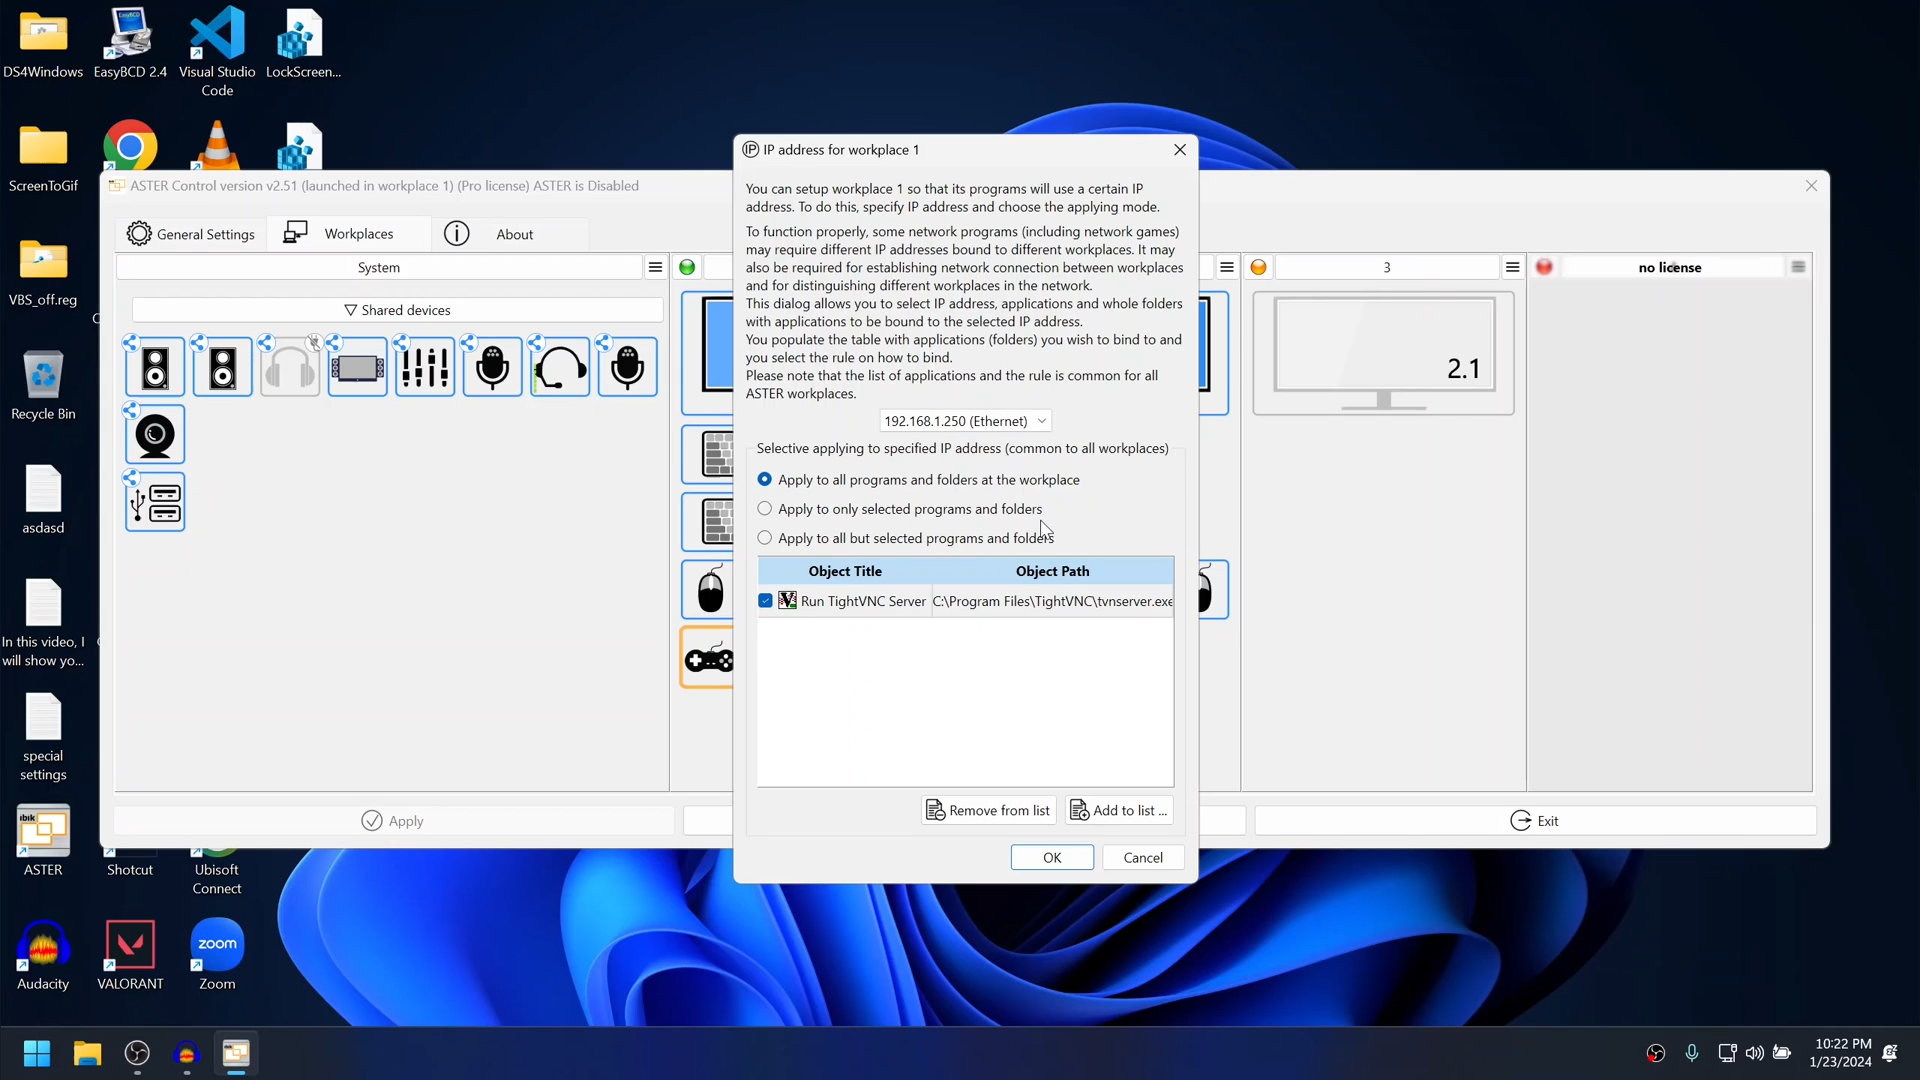 DS4Windows
EasyBCD 2.4
Visual Studio
Code
LockScreen...
ScreenToGif
VBS_off.reg
Recycle Bin
asdasd
In this video, I
will show yo...
special
settings
ibik
ASTER
Shotcut
Ubisoft
Connect
Audacity
VALORANT
zoom
Zoom
ASTER Control version v2.51 (launched in workplace 1) (Pro license) ASTER is Disabled
General Settings
Workplaces
About
System
Shared devices
3
no license
2.1
Apply
Exit
IP address for workplace 1
You can setup workplace 1 so that its programs will use a certain IP
address. To do this, specify IP address and choose the applying mode.
To function properly, some network programs (including network games)
may require different IP addresses bound to different workplaces. It may
also be required for establishing network connection between workplaces
and for distinguishing different workplaces in the network.
This dialog allows you to select IP address, applications and whole folders
with applications to be bound to the selected IP address.
You populate the table with applications (folders) you wish to bind to and
you select the rule on how to bind.
Please note that the list of applications and the rule is common for all
ASTER workplaces.
192.168.1.250 (Ethernet)
Selective applying to specified IP address (common to all workplaces)
Apply to all programs and folders at the workplace
Apply to only selected programs and folders
Apply to all but selected programs and folders
Object Title
Object Path
Run TightVNC Server
C:\Program Files\TightVNC\tvnserver.exe
Remove from list
Add to list ...
OK
Cancel
10:22 PM
1/23/2024